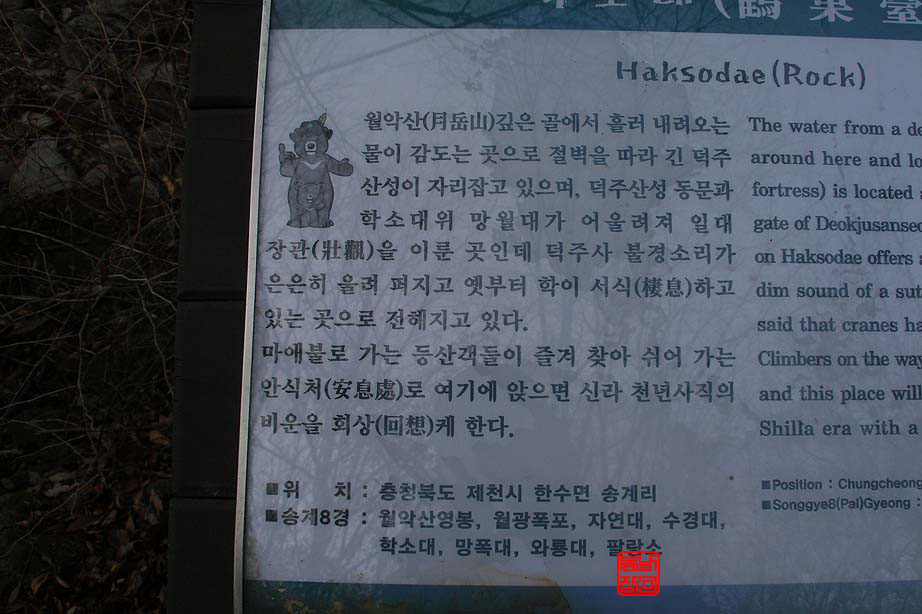 (鶴巢臺
Haksodae(Rock)
월악산(月岳山)깊은 골에서 흘러 내려오는
물이 감도는 곳으로 절벽을 따라 긴 덕주
산성이 자리잡고 있으며, 덕주산성 동문과
학소대위 망월대가 어울려져 일대
장관(壯觀)을 이룬 곳인데 덕주사 불경소리가
은은히 울려 퍼지고 옛부터 학이 서식(棲息)하고
있는 곳으로 전해지고 있다.
마애불로 가는 등산객들이 즐겨 찾아 쉬어 가는
안식처(安息處)로 여기에 앉으면 신라 천년사직의
비운을 회상(回想)케 한다.
■위 치 : 충청북도 제천시 한수면 송계리
■송계8경 : 월악산영봉, 월광폭포, 자연대, 수경대,
학소대, 망폭대, 와룡대, 팔랑소
The water from a de
around here and lo
fortress) is located
gate of Deokjusanseo
on Haksodae offers
dim sound of a sut
said that cranes ha
Climbers on the way
and this place will
Shilla era with a
■Position : Chungcheong
■Songgye8(Pal)Gyeong :